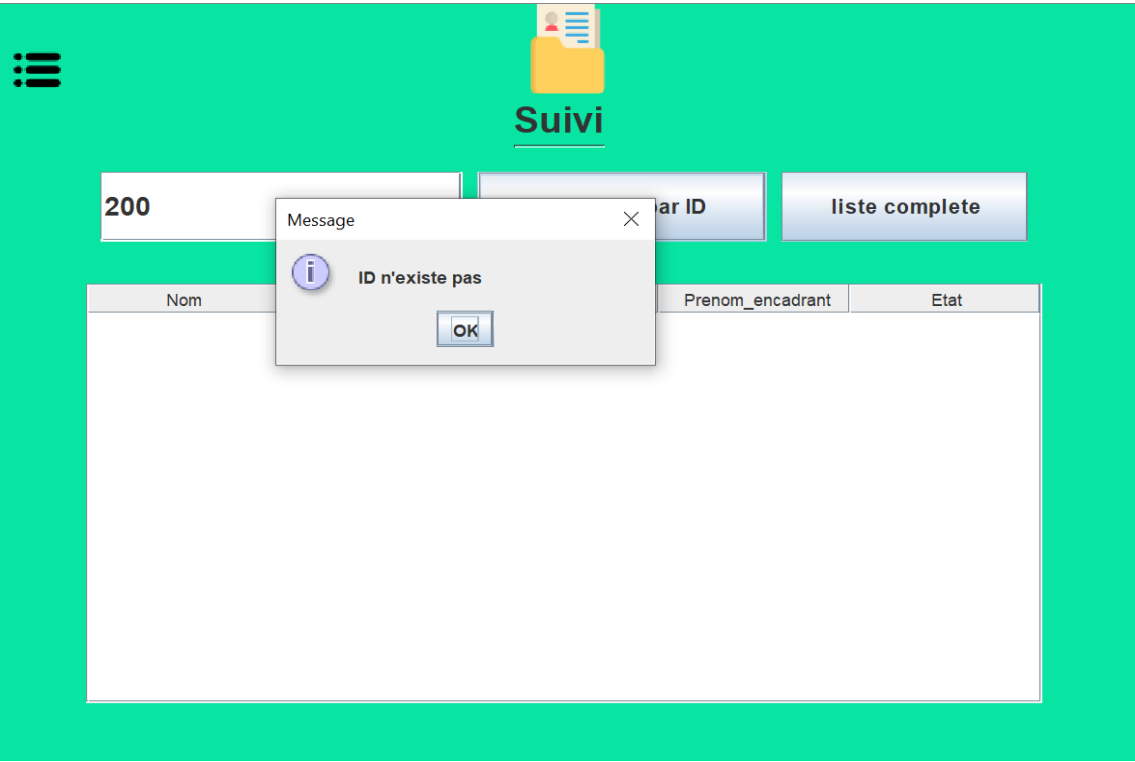 Suivi
200
par ID
liste complete
Message
ID n'existe pas
OK
Nom
Prenom_encadrant
Etat